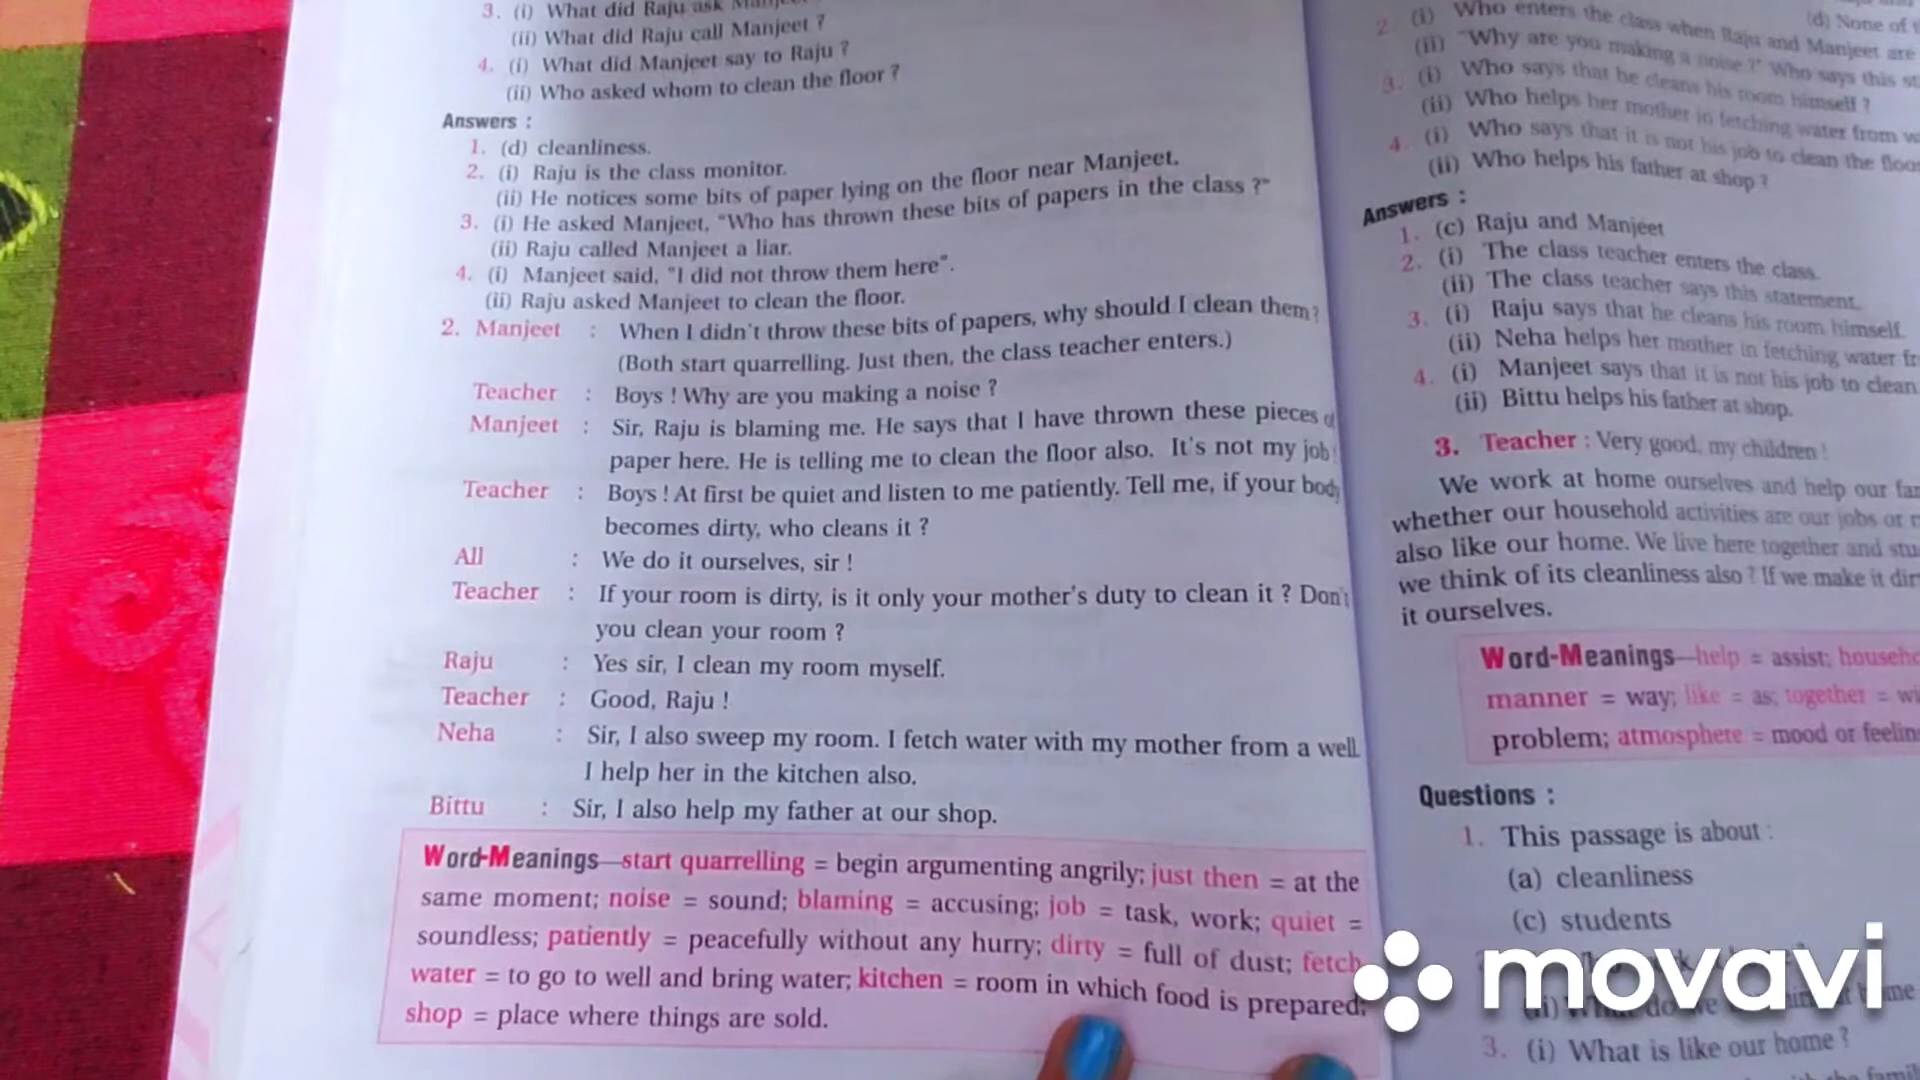 3. (i) What did Raju ask
(ii) What did Raju call Manjeet ?
4. (i) What did Manjeet say to Raju ?
(ii) Who asked whom to clean the floor ?
Answers :
1. (d) cleanliness.
2. (i) Raju is the class monitor.
(ii) He notices some bits of paper lying on the floor near Manjeet.
3. (i) He asked Manjeet, “Who has thrown these bits of papers in the class ?”
(ii) Raju called Manjeet a liar.
4. (i) Manjeet said, “I did not throw them here”.
(ii) Raju asked Manjeet to clean the floor.
2. Manjeet : When I didn't throw these bits of papers, why should I clean them?
(Both start quarrelling. Just then, the class teacher enters.)
Teacher : Boys ! Why are you making a noise ?
Manjeet : Sir, Raju is blaming me. He says that I have thrown these pieces
paper here. He is telling me to clean the floor also. It's not my job
Teacher : Boys ! At first be quiet and listen to me patiently. Tell me, if your body
becomes dirty, who cleans it ?
All : We do it ourselves, sir !
Teacher : If your room is dirty, is it only your mother's duty to clean it ? Don't
you clean your room ?
Raju : Yes sir, I clean my room myself.
Teacher : Good, Raju !
Neha : Sir, I also sweep my room. I fetch water with my mother from a well.
I help her in the kitchen also.
Bittu : Sir, I also help my father at our shop.
Word-Meanings—start quarrelling = begin argumenting angrily; just then = at the
same moment; noise = sound; blaming = accusing; job = task, work; quiet =
soundless; patiently = peacefully without any hurry; dirty = full of dust; fetch
water = to go to well and bring water; kitchen = room in which food is prepared;
shop = place where things are sold.
(d) None of
2. (i) Who enters the class when Raju and Manjeet are
(ii) “Why are you making a noise ?” Who says this
3. (i) Who says that he cleans his room himself ?
(ii) Who helps her mother in fetching water from
4. (i) Who says that it is not his job to clean the
(ii) Who helps his father at shop ?
Answers :
1. (c) Raju and Manjeet
2. (i) The class teacher enters the class.
(ii) The class teacher says this statement.
3. (i) Raju says that he cleans his room himself.
(ii) Neha helps her mother in fetching water
4. (i) Manjeet says that it is not his job to clean
(ii) Bittu helps his father at shop.
3. Teacher : Very good, my children !
We work at home ourselves and help our
whether our household activities are our jobs or
also like our home. We live here together and
we think of its cleanliness also ? If we make it
it ourselves.
Word-Meanings—help = assist;
manner = way; like = as; together =
problem; atmosphere = mood or
Questions :
1. This passage is about :
(a) cleanliness
(c) students
movavi
3. (i) What is like our home ?